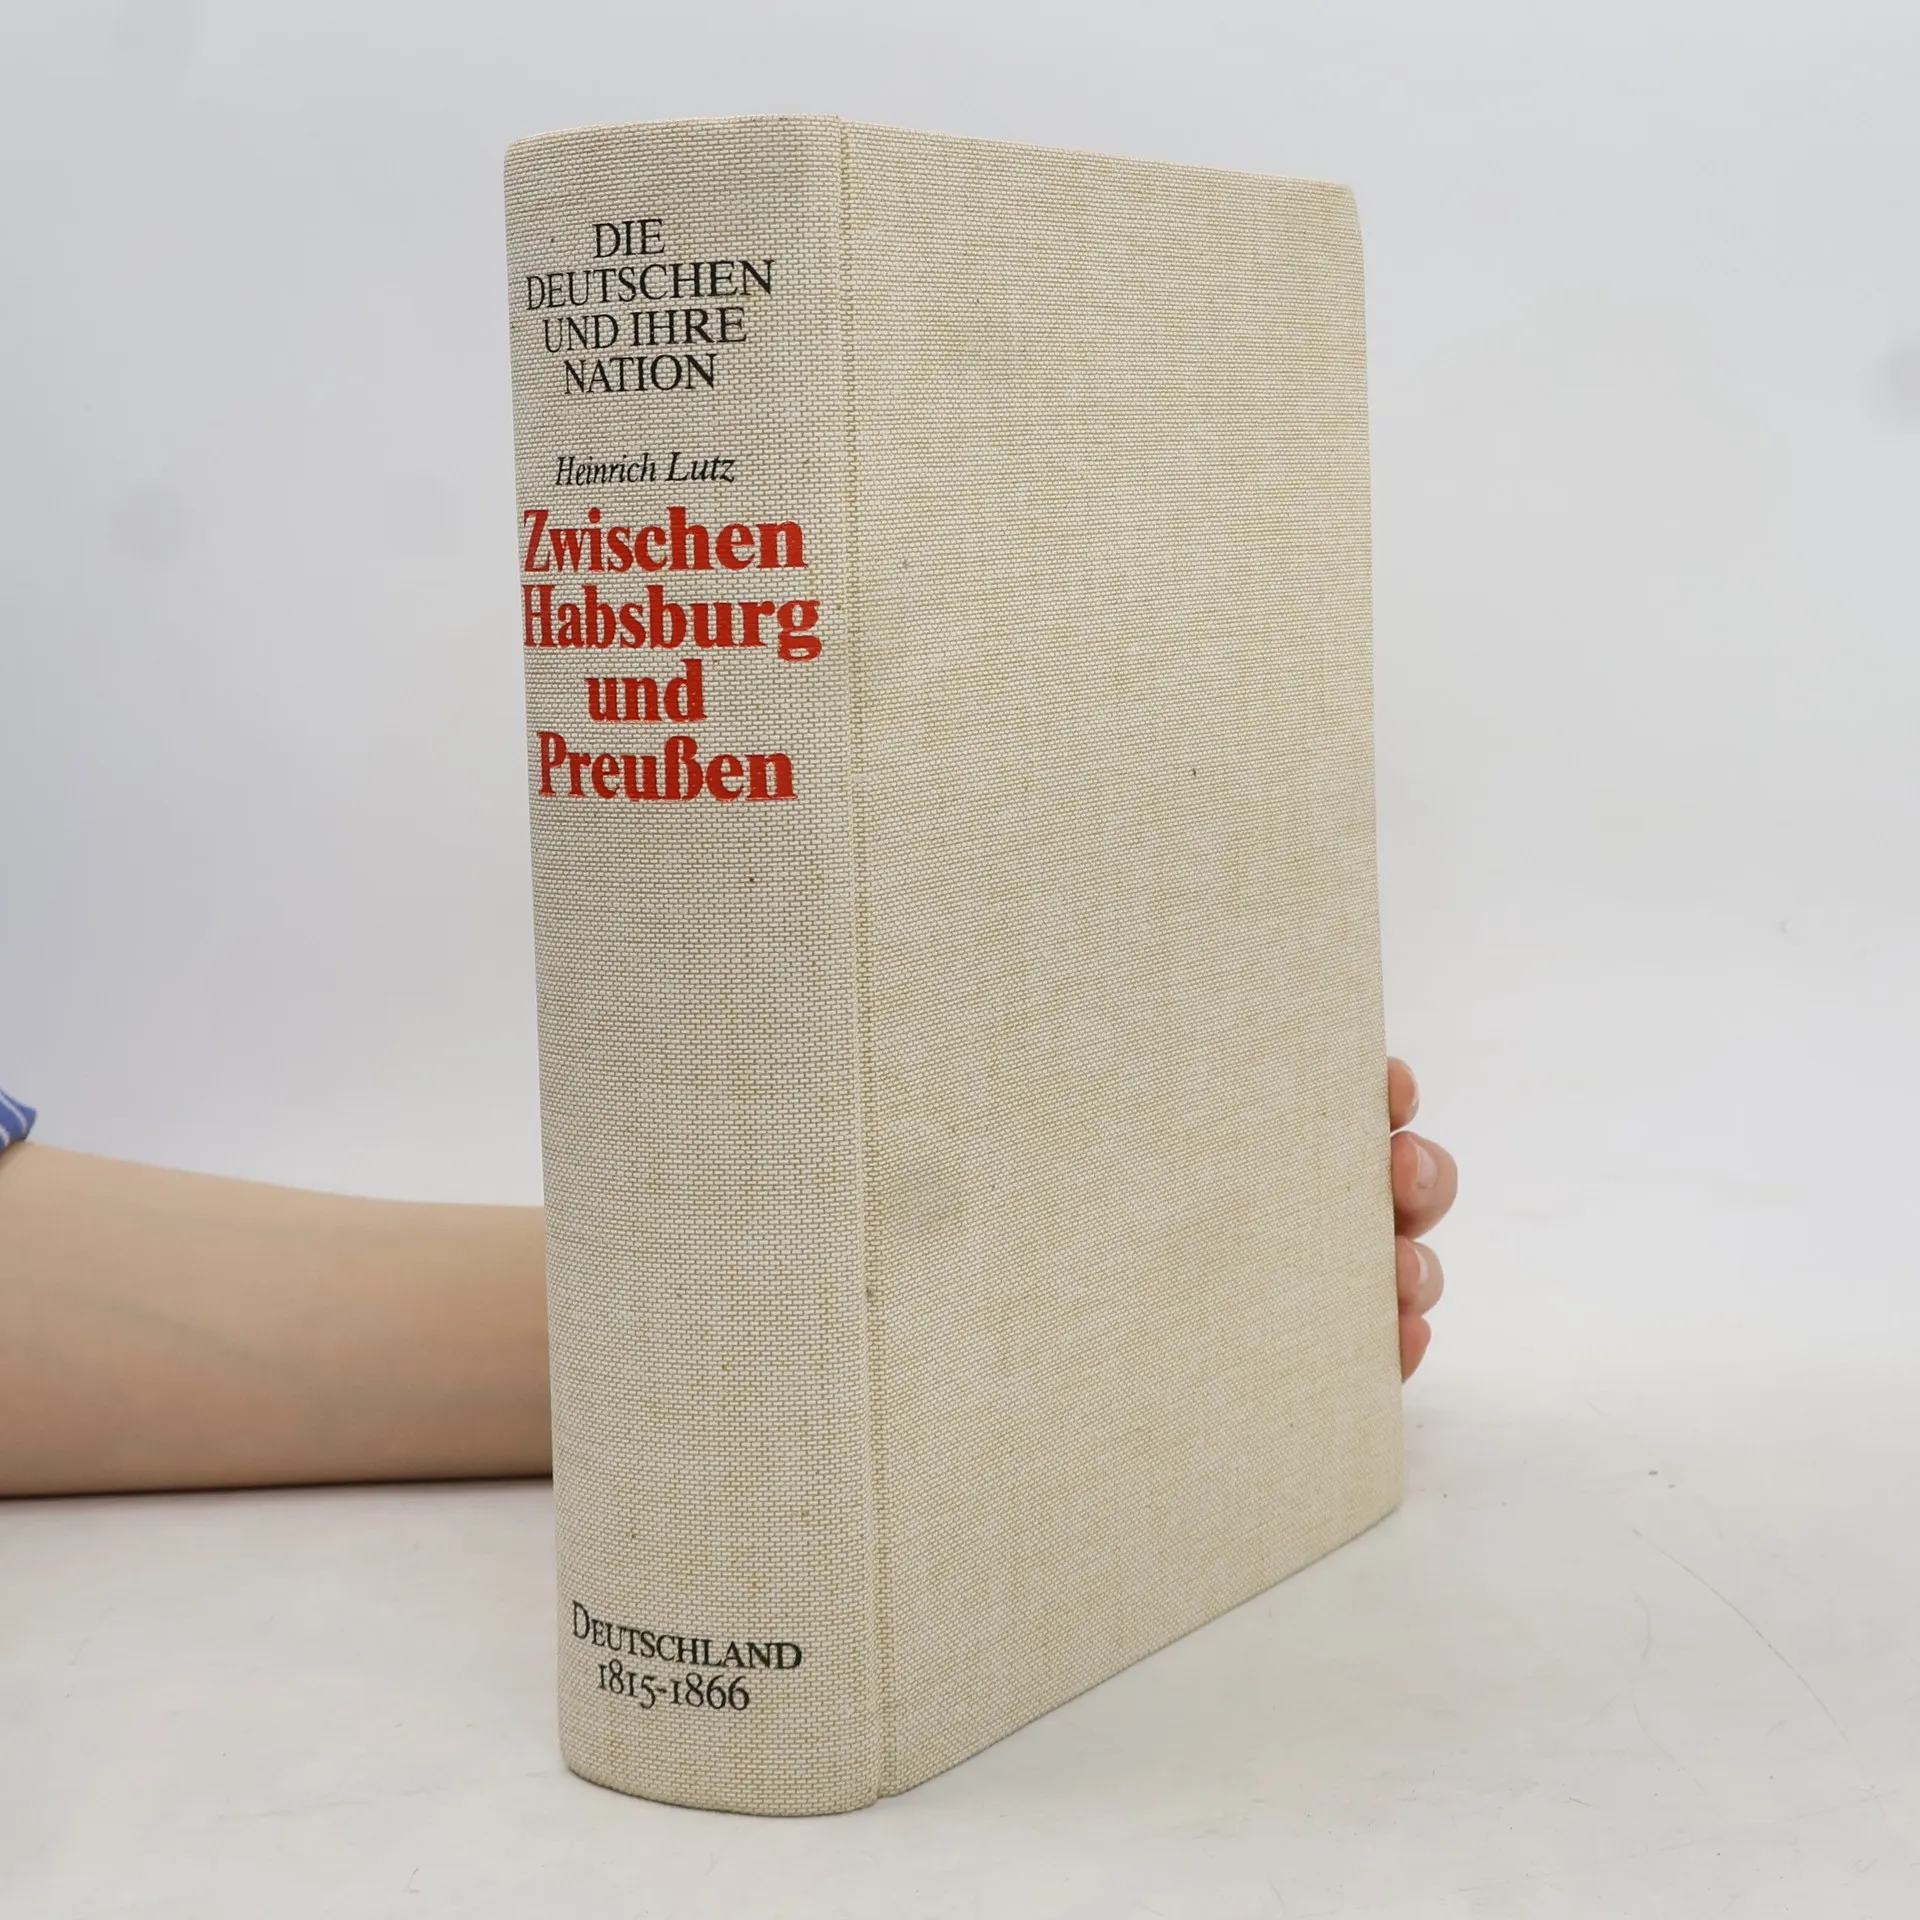 DIE
DEUTSCHEN
UND IHRE
NATION
Heinrich Lutz
Zwischen
Habsburg
und
Preußen
DEUTSCHLAND
1815-1866